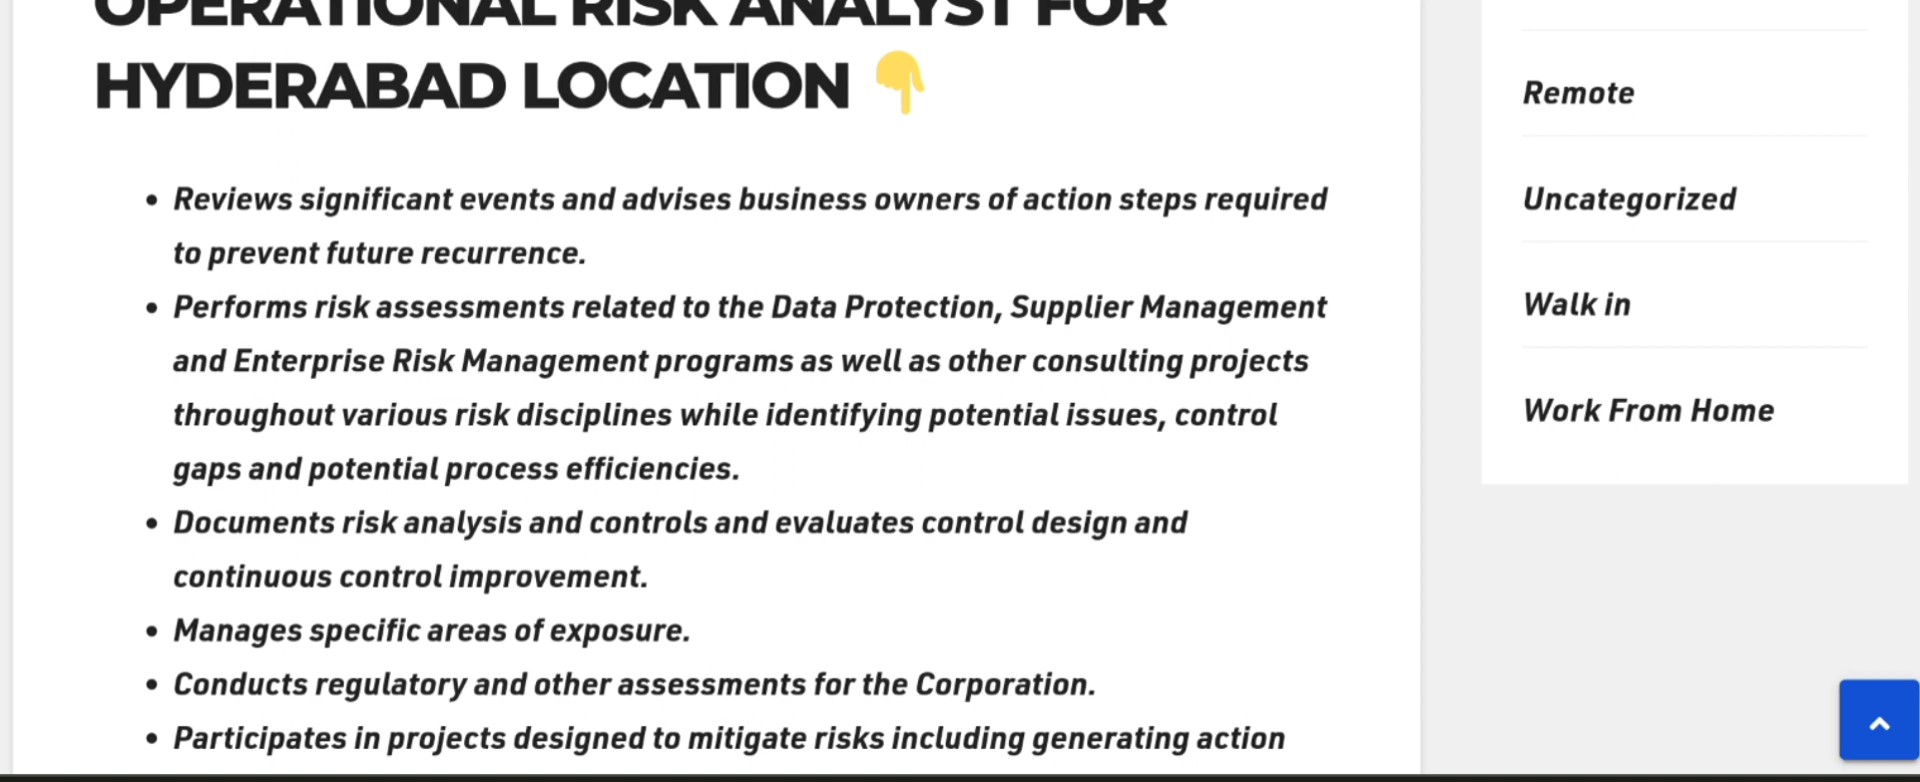 OPERATIONAL RISK ANALYST FOR
HYDERABAD LOCATION 👇
• Reviews significant events and advises business owners of action steps required
to prevent future recurrence.
• Performs risk assessments related to the Data Protection, Supplier Management
and Enterprise Risk Management programs as well as other consulting projects
throughout various risk disciplines while identifying potential issues, control
gaps and potential process efficiencies.
• Documents risk analysis and controls and evaluates control design and
continuous control improvement.
• Manages specific areas of exposure.
• Conducts regulatory and other assessments for the Corporation.
• Participates in projects designed to mitigate risks including generating action
Remote
Uncategorized
Walk in
Work From Home